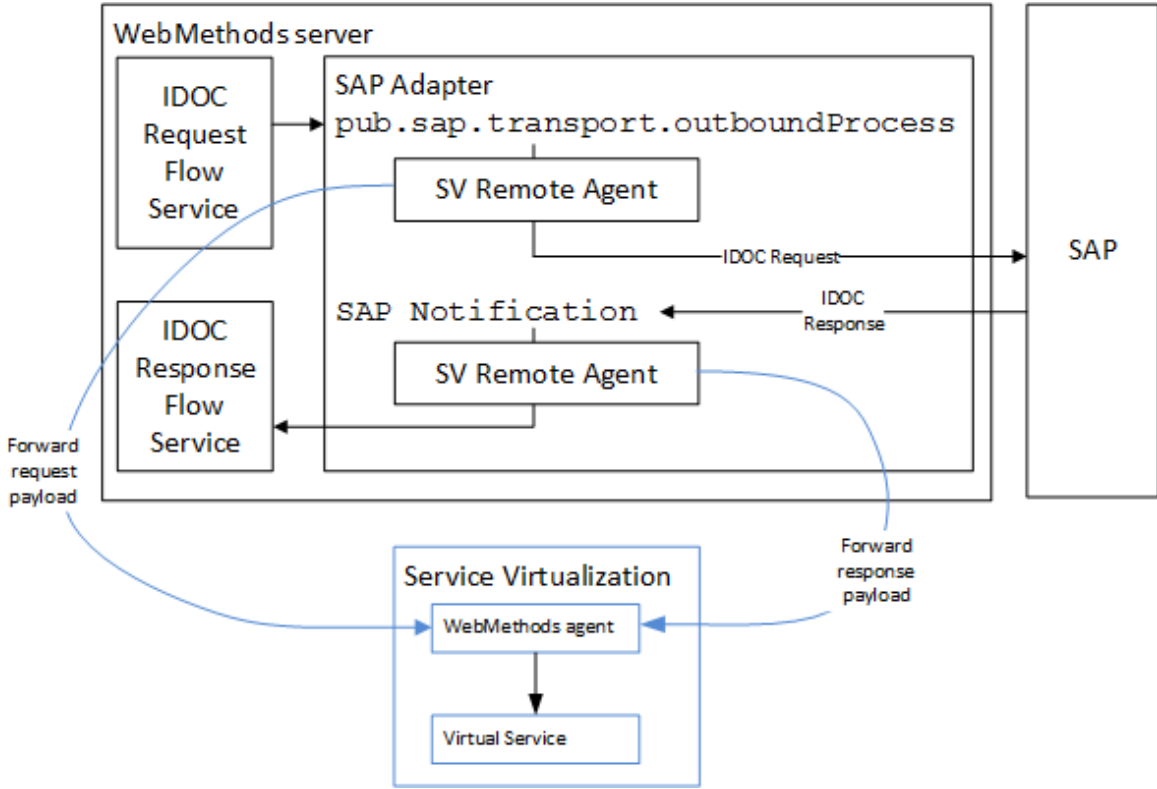 WebMethods server
IDOC
Request
Flow
Service
SAP Adapter
pub.sap.transport.outboundProcess
SV Remote Agent
IDOC Request
SAP
SAP Notification
IDOC
Response
SV Remote Agent
IDOC
Response
Flow
Service
Forward
request
payload
Forward
response
payload
Service Virtualization
WebMethods agent
Virtual Service